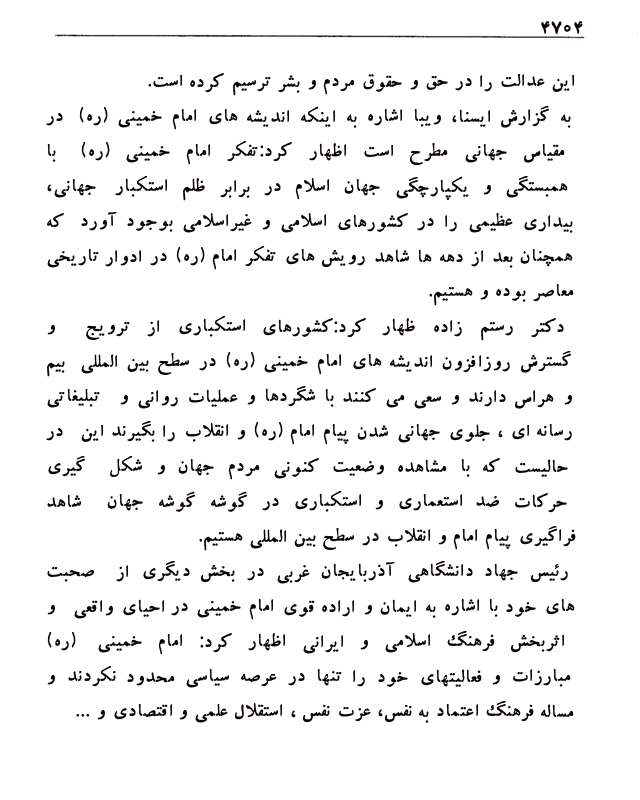 ۴۷۰۴
این عدالت را در حق و حقوق مردم و بشر ترسیم کرده است.
به گزارش ایسنا، ویبا اشاره به اینکه اندیشه های امام خمینی (ره) در
مقیاس جهانی مطرح است اظهار کرد:تفکر امام خمینی (ره) با
همبستگی و یکپارچگی جهان اسلام در برابر ظلم استکبار جهانی،
بیداری عظیمی را در کشورهای اسلامی و غیراسلامی بوجود آورد که
همچنان بعد از دهه ها شاهد رویش های تفکر امام (ره) در ادوار تاریخی
معاصر بوده و هستیم.
دکتر رستم زاده ظهار کرد:کشورهای استکباری از ترویج و
گسترش روزافزون اندیشه های امام خمینی (ره) در سطح بین المللی بیم
و هراس دارند و سعی می کنند با شگردها و عملیات روانی و تبلیغاتی
رسانه ای ، جلوی جهانی شدن پیام امام (ره) و انقلاب را بگیرند این در
حالیست که با مشاهده وضعیت کنونی مردم جهان و شکل گیری
حرکات ضد استعماری و استکباری در گوشه گوشه جهان شاهد
فراگیری پیام امام و انقلاب در سطح بین المللی هستیم.
رئیس جهاد دانشگاهی آذربایجان غربی در بخش دیگری از صحبت
های خود با اشاره به ایمان و اراده قوی امام خمینی در احیای واقعی و
اثربخش فرهنگ اسلامی و ایرانی اظهار کرد: امام خمینی (ره)
مبارزات و فعالیتهای خود را تنها در عرصه سیاسی محدود نکردند و
مساله فرهنگ اعتماد به نفس، عزت نفس ، استقلال علمی و اقتصادی و ...